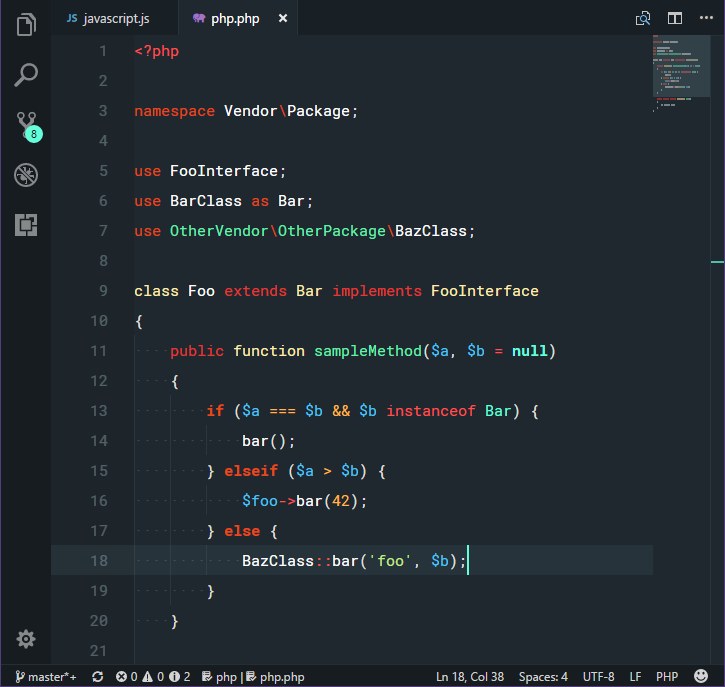 JS javascript.js php.php ×
1 <?php
2
3 namespace Vendor\Package;
4
5 use FooInterface;
6 use BarClass as Bar;
7 use OtherVendor\OtherPackage\BazClass;
8
9 class Foo extends Bar implements FooInterface
10 {
11 public function sampleMethod($a, $b = null)
12 {
13 if ($a === $b && $b instanceof Bar) {
14 bar();
15 } elseif ($a > $b) {
16 $foo->bar(42);
17 } else {
18 BazClass::bar('foo', $b);
19 }
20 }
21
8
master*+ 0 0 2 php | php.php Ln 18, Col 38 Spaces: 4 UTF-8 LF PHP